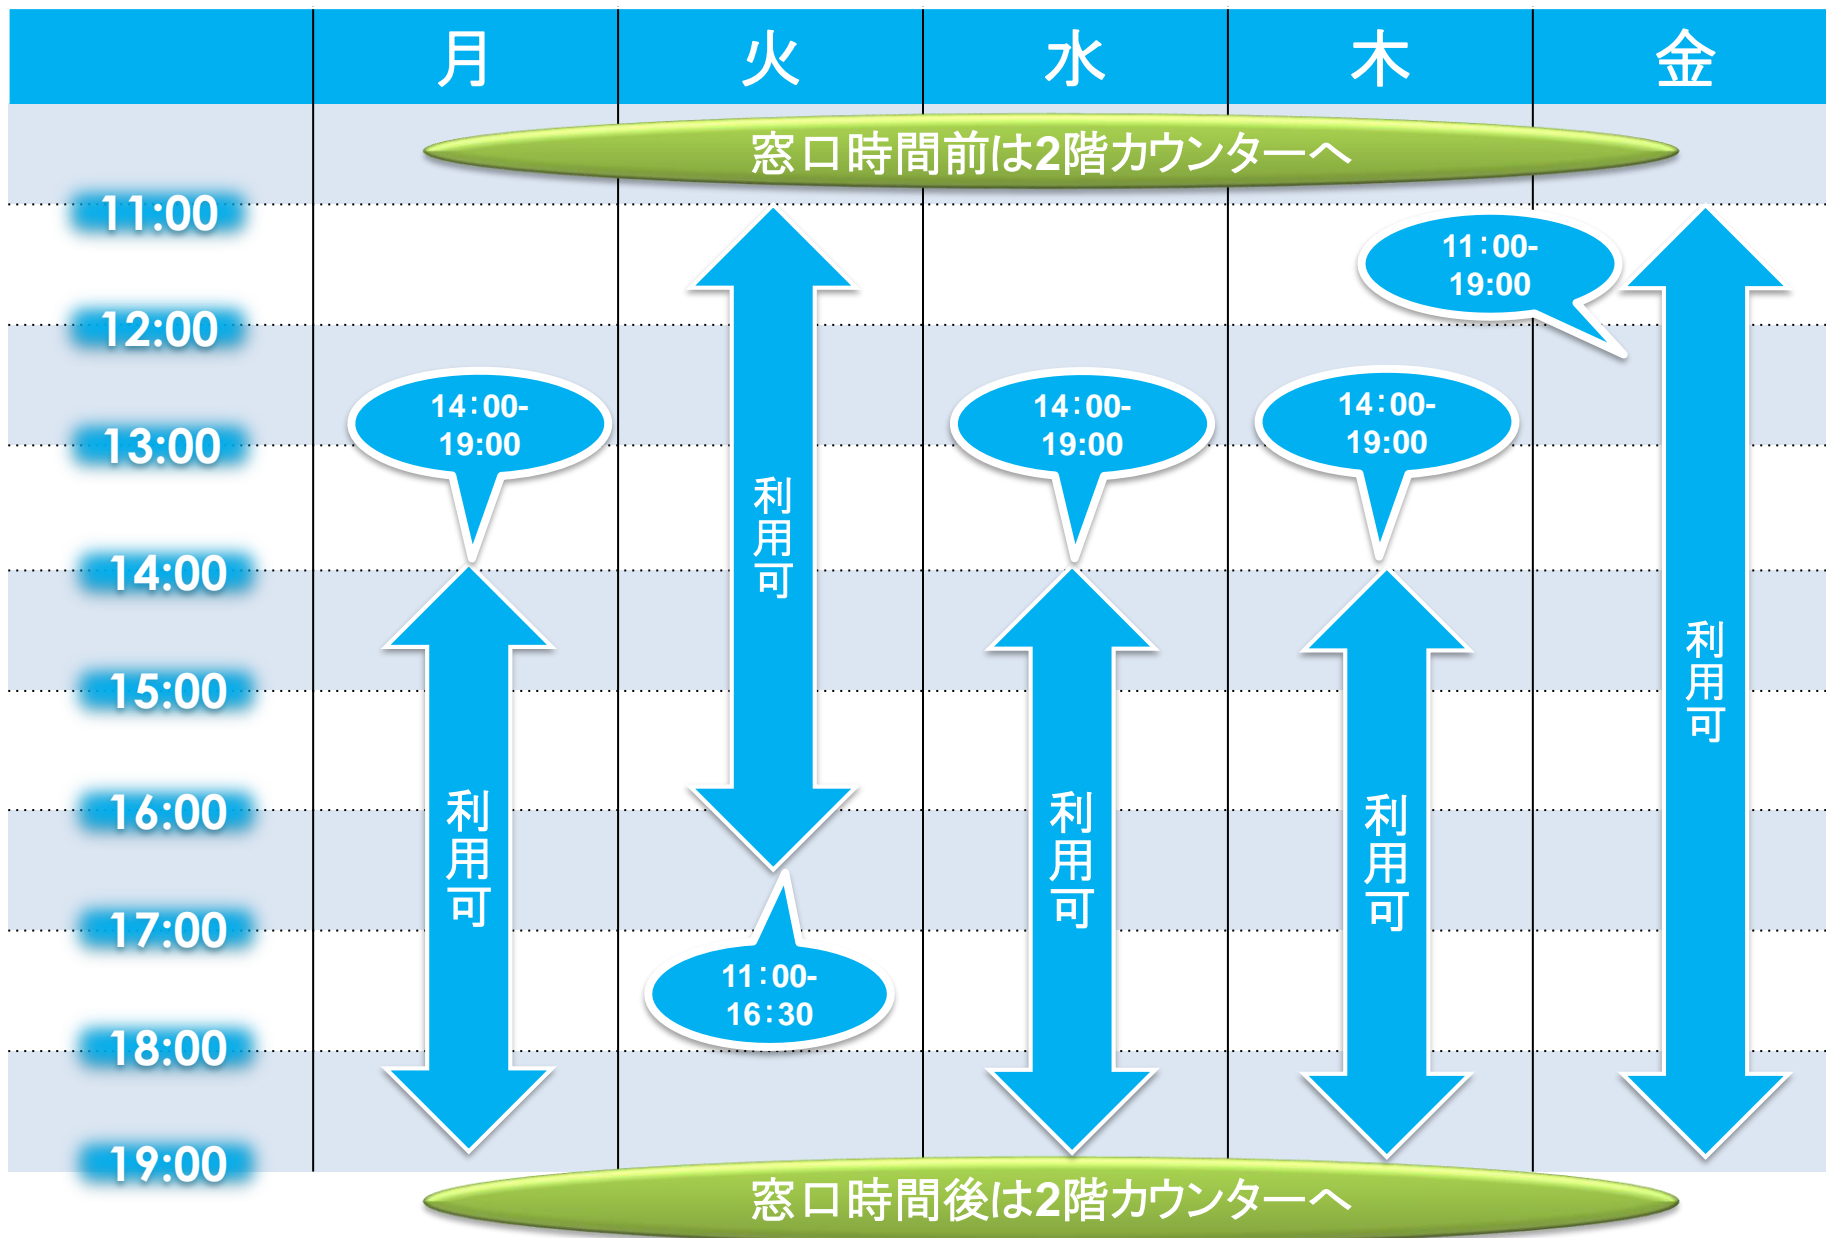 月 火 水 木 金
窓口時間前は2階カウンターへ
11:00
11：00-
19:00
12:00
14：00-
19:00
14：00-
19:00
14：00-
19:00
13:00
利用可
14:00
利用可
15:00
利用可
利用可
利用可
16:00
17:00
11：00-
16：30
18:00
19:00
窓口時間後は2階カウンターへ